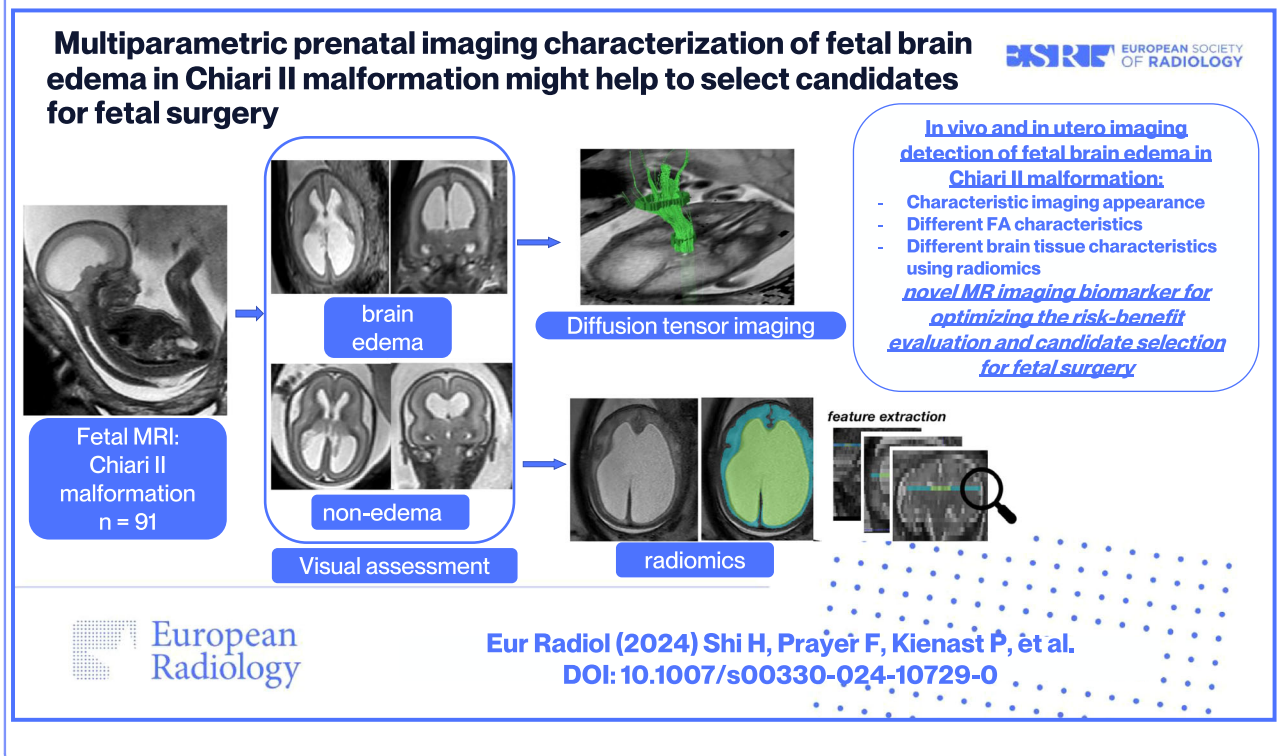 Multiparametric prenatal imaging characterization of fetal brain
edema in Chiari II malformation might help to select candidates
for fetal surgery
ESR
EUROPEAN SOCIETY
OF RADIOLOGY
Fetal MRI:
Chiari II
malformation
n = 91
brain
edema
non-edema
Visual assessment
Diffusion tensor imaging
radiomics
feature extraction
In vivo and in utero imaging
detection of fetal brain edema in
Chiari II malformation:
- Characteristic imaging appearance
- Different FA characteristics
- Different brain tissue characteristics
using radiomics
novel MR imaging biomarker for
optimizing the risk-benefit
evaluation and candidate selection
for fetal surgery
European
Radiology
Eur Radiol (2024) Shi H, Prayer F, Kienast P, et al.
DOI: 10.1007/s00330-024-10729-0